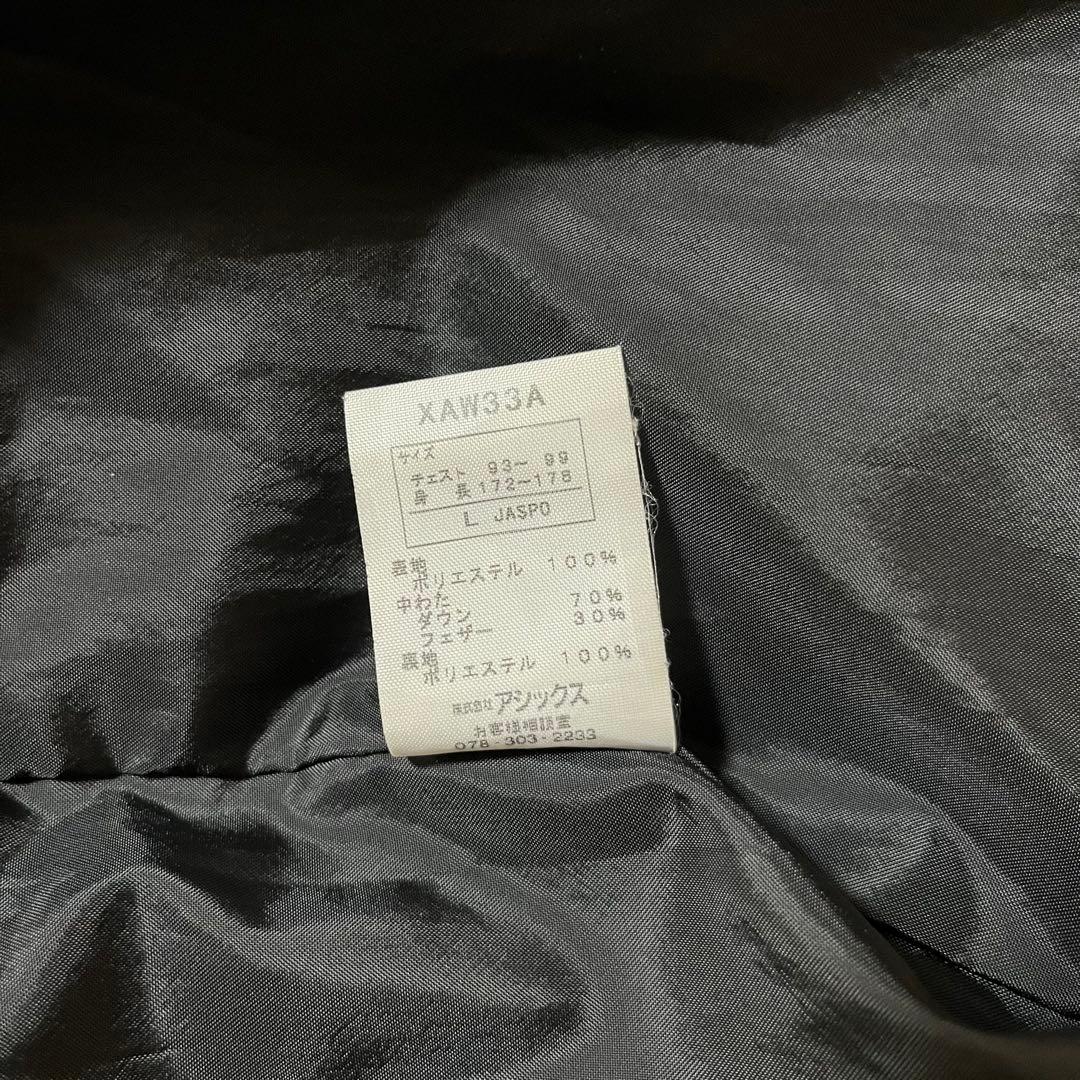 XAW33A
サイズ
チェスト 93～ 99
身 長 172～178
L JASPO
表地
ポリエステル 100%
中わた
ダウン 70%
フェザー 30%
裏地
ポリエステル 100%
株式会社アシックス
お客様相談室
078-303-2233